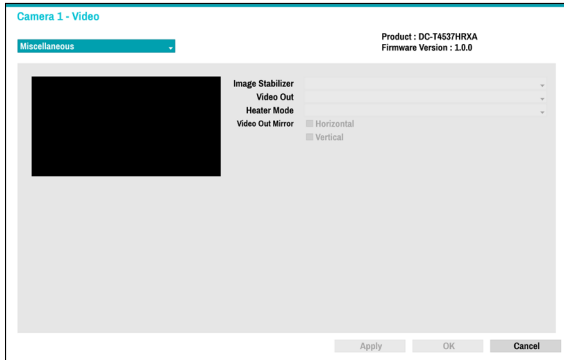 Camera 1 - Video
Product : DC-T4537HRXA
Miscellaneous
Firmware Version : 1.0.0
Image Stabilizer
Video Out
Heater Mode
Video Out Mirror
Horizontal
Vertical
Apply
OK
Cancel